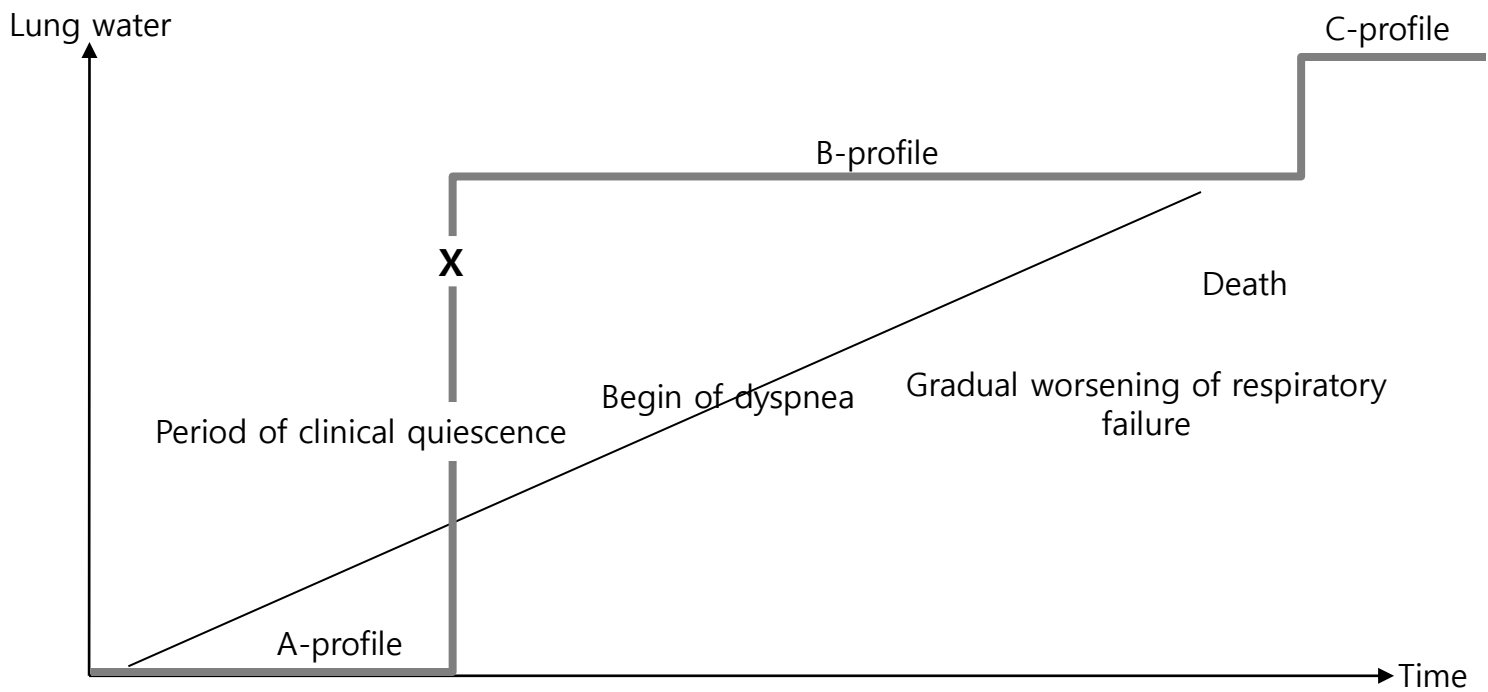 Lung water
C-profile
B-profile
X
Death
Begin of dyspnea
Gradual worsening of respiratory
failure
Period of clinical quiescence
A-profile
Time